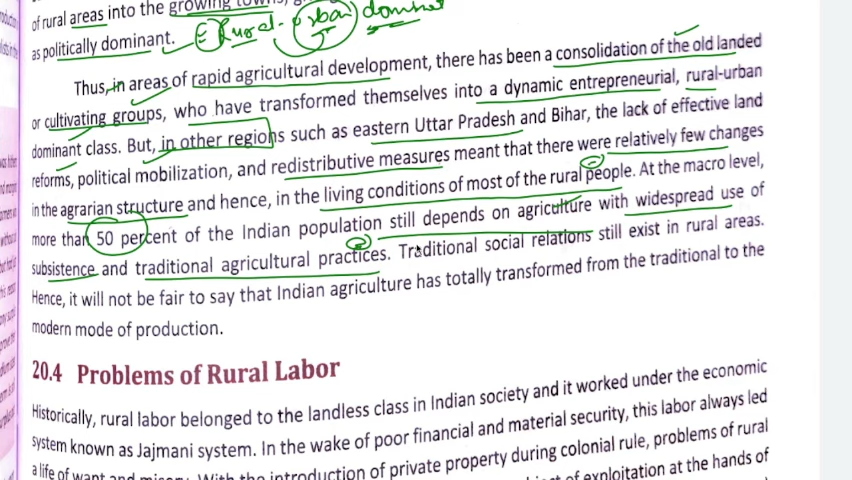 of rural areas into the growing towns,
as politically dominant. Rural-urban
Thus, in areas of rapid agricultural development, there has been a consolidation of the old landed
or cultivating groups, who have transformed themselves into a dynamic entrepreneurial, rural-urban
dominant class. But, in other regions such as eastern Uttar Pradesh and Bihar, the lack of effective land
reforms, political mobilization, and redistributive measures meant that there were relatively few changes
in the agrarian structure and hence, in the living conditions of most of the rural people. At the macro level,
more than 50 percent of the Indian population still depends on agriculture with widespread use of
subsistence and traditional agricultural practices. Traditional social relations still exist in rural areas.
Hence, it will not be fair to say that Indian agriculture has totally transformed from the traditional to the
modern mode of production.
20.4 Problems of Rural Labor
Historically, rural labor belonged to the landless class in Indian society and it worked under the economic
system known as Jajmani system. In the wake of poor financial and material security, this labor always led
a life of want and misery. With the introduction of private property during colonial rule, problems of rural
of exploitation at the hands of